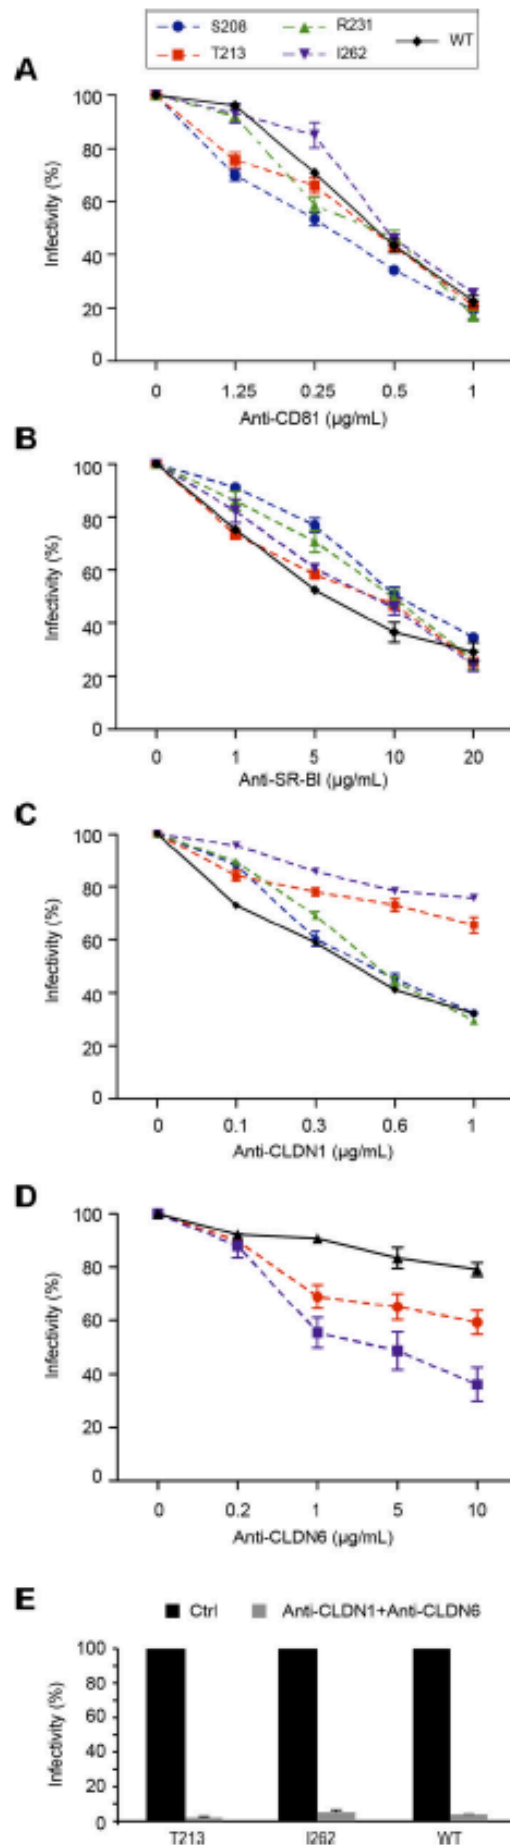 S208 R231 WT
T213 I262
A
100
80
60
40
20
0
Infectivity (%)
0 1.25 0.25 0.5 1
Anti-CD81 (µg/mL)
B
100
80
60
40
20
0
Infectivity (%)
0 1 5 10 20
Anti-SR-BI (µg/mL)
C
100
80
60
40
20
0
Infectivity (%)
0 0.1 0.3 0.6 1
Anti-CLDN1 (µg/mL)
D
100
80
60
40
20
0
Infectivity (%)
0 0.2 1 5 10
Anti-CLDN6 (µg/mL)
E
Ctrl Anti-CLDN1+Anti-CLDN6
100
80
60
40
20
0
Infectivity (%)
T213 I262 WT